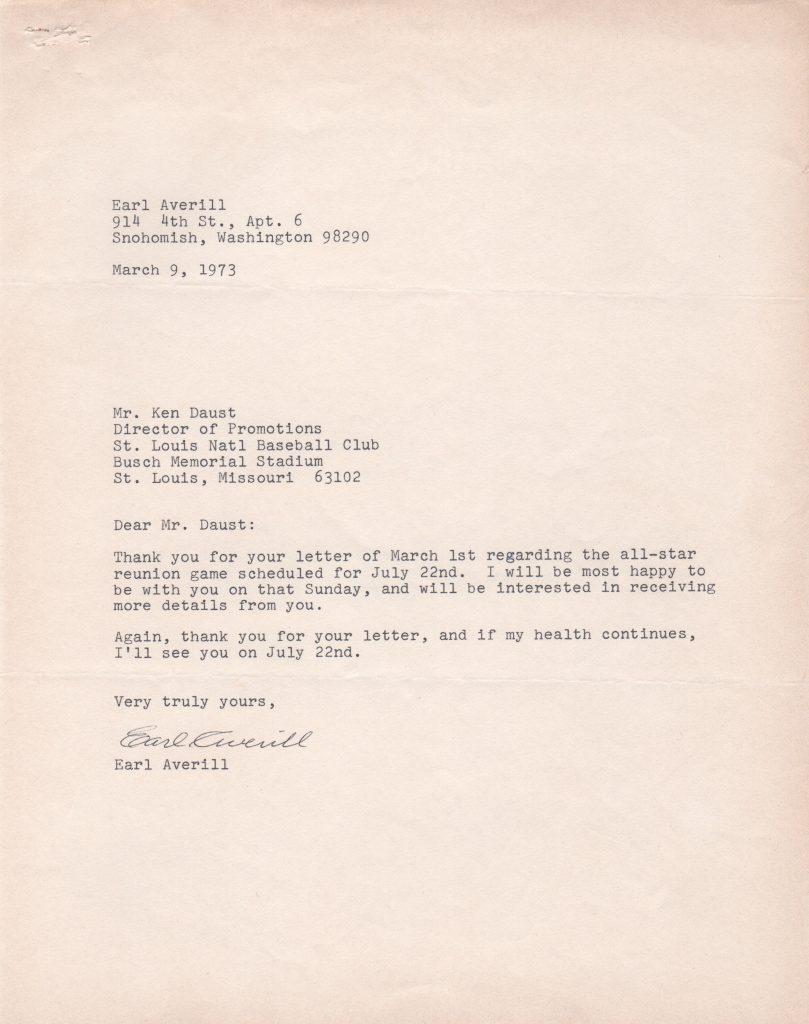 Earl Averill
914  4th St., Apt. 6
Snohomish, Washington 98290
March 9, 1973
Mr. Ken Daust
Director of Promotions
St. Louis Natl Baseball Club
Busch Memorial Stadium
St. Louis, Missouri  63102
Dear Mr. Daust:
Thank you for your letter of March 1st regarding the all-star
reunion game scheduled for July 22nd.  I will be most happy to
be with you on that Sunday, and will be interested in receiving
more details from you.
Again, thank you for your letter, and if my health continues,
I'll see you on July 22nd.
Very truly yours,
Earl Averill
Earl Averill